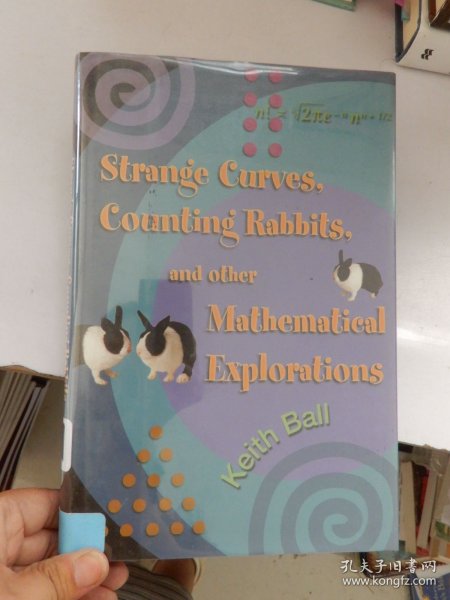 n! ≍ √2πe⁻ⁿ nⁿ⁺¹/²
Strange Curves,
Counting Rabbits,
and other
Mathematical
Explorations
Keith Ball
孔夫子旧书网
www.kongfz.com